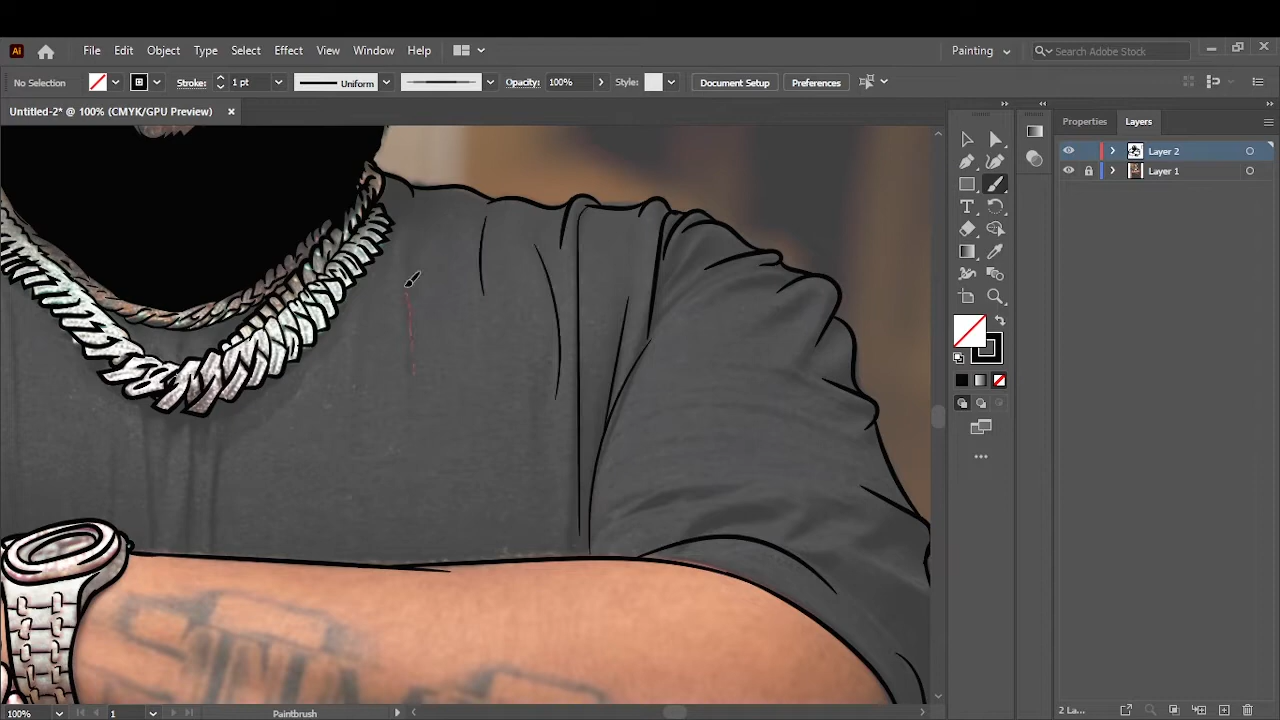 Ai File Edit Object Type Select Effect View Window Help Painting Search Adobe Stock
No Selection Stroke: 1 pt Uniform Opacity: 100% Style: Document Setup Preferences
Untitled-2* @ 100% (CMYK/GPU Preview)
Properties Layers
Layer 2
Layer 1
100% 1 Paintbrush 2 La...